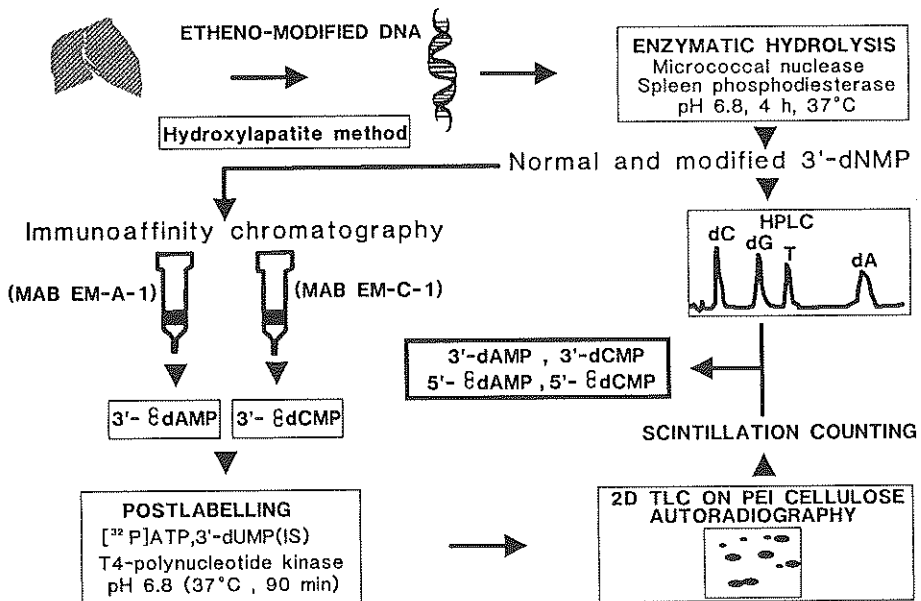 ETHENO-MODIFIED DNA
Hydroxylapatite method
ENZYMATIC HYDROLYSIS
Micrococcal nuclease
Spleen phosphodiesterase
pH 6.8, 4 h, 37°C
Normal and modified 3'-dNMP
HPLC
dC dG T dA
Immunoaffinity chromatography
(MAB EM-A-1)
(MAB EM-C-1)
3'-εdAMP
3'-εdCMP
POSTLABELLING
[³²P]ATP,3'-dUMP(IS)
T4-polynucleotide kinase
pH 6.8 (37°C , 90 min)
2D TLC ON PEI CELLULOSE
AUTORADIOGRAPHY
SCINTILLATION COUNTING
3'-dAMP , 3'-dCMP
5'-εdAMP , 5'-εdCMP